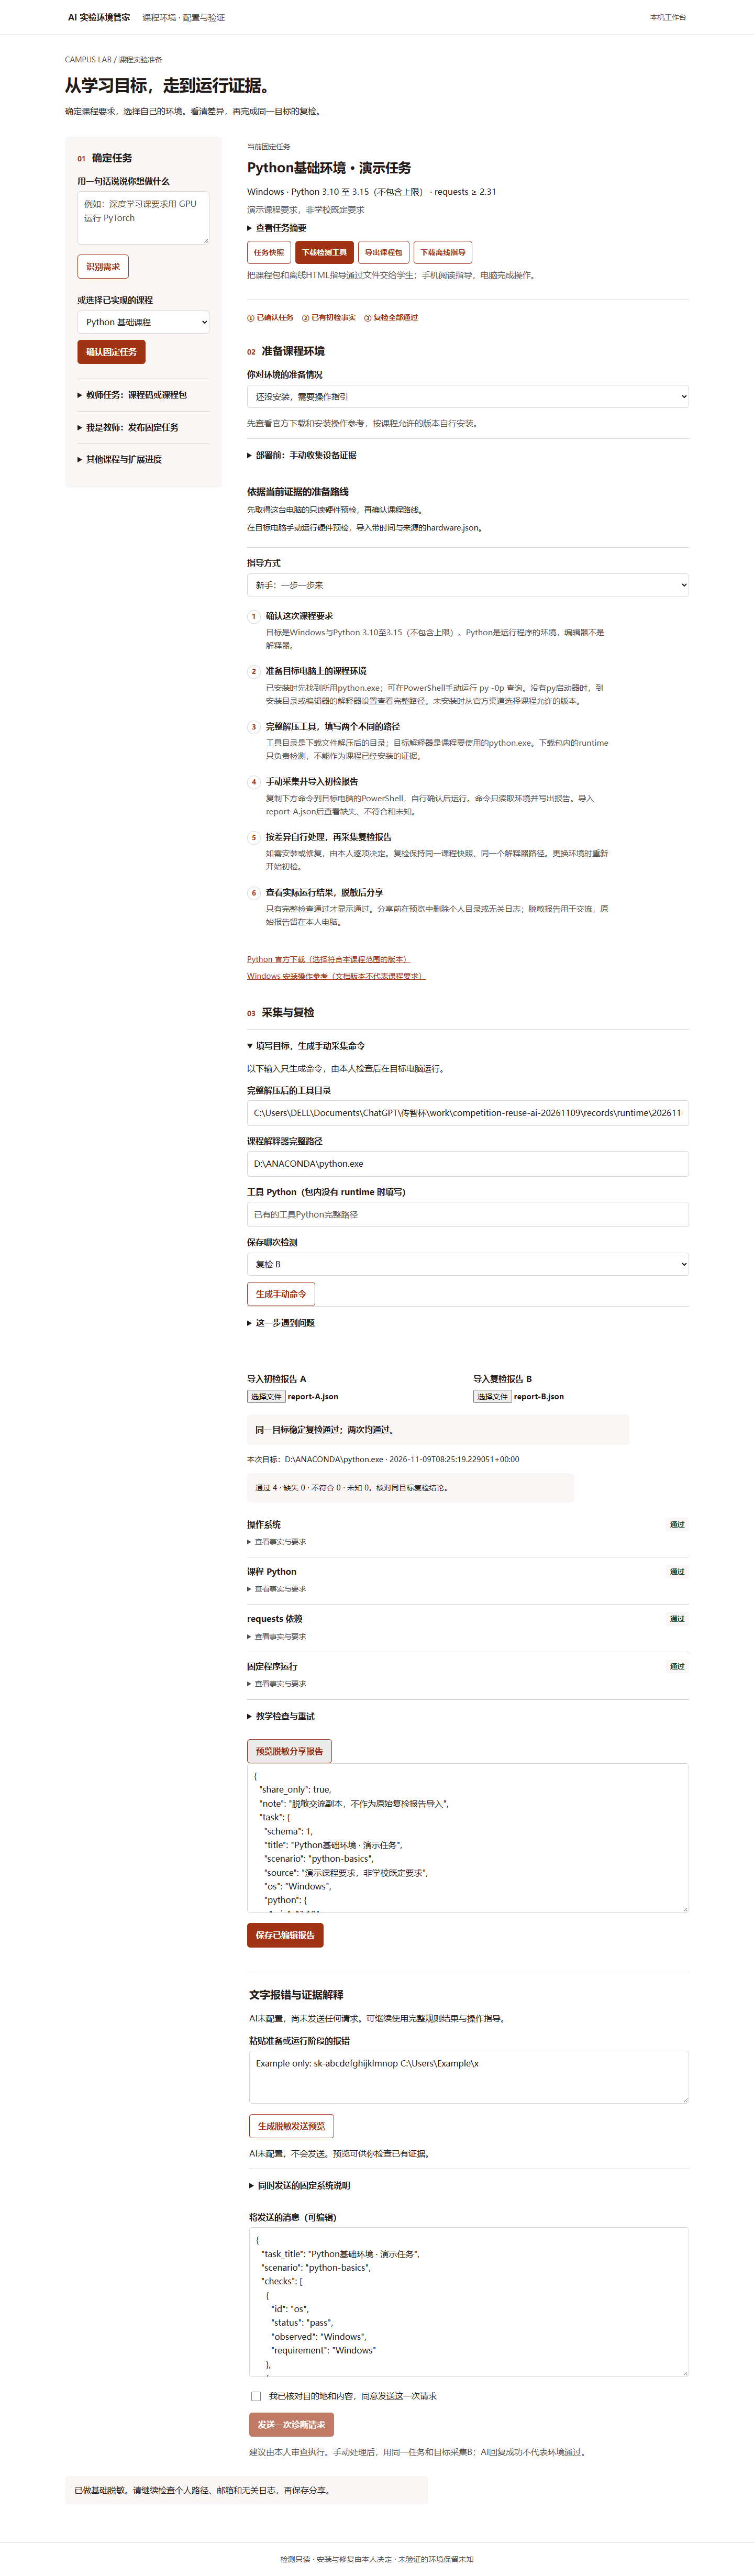 AI 实验环境管家
课程环境 · 配置与验证
本机工作台
CAMPUS LAB / 课程实验准备
从学习目标，走到运行证据。
确定课程要求，选择自己的环境。看清差异，再完成同一目标的复检。
01 确定任务
用一句话说说你想做什么
例如：深度学习课要求用 GPU
运行 PyTorch
识别需求
或选择已实现的课程
Python 基础课程
确认固定任务
教师任务：课程码或课程包
我是教师：发布固定任务
其他课程与扩展进度
当前固定任务
Python基础环境 · 演示任务
Windows · Python 3.10 至 3.15（不包含上限） · requests ≥ 2.31
演示课程要求，非学校既定要求
查看任务摘要
任务快照
下载检测工具
导出课程包
下载离线指导
把课程包和离线HTML指导通过文件交给学生；手机阅读指导，电脑完成操作。
① 已确认任务 ② 已有初检事实 ③ 复检全部通过
02 准备课程环境
你对环境的准备情况
还没安装，需要操作指引
先查看官方下载和安装操作参考，按课程允许的版本自行安装。
部署前：手动收集设备证据
依据当前证据的准备路线
先取得这台电脑的只读硬件预检，再确认课程路线。
在目标电脑手动运行硬件预检，导入带时间与来源的hardware.json。
指导方式
新手：一步一步来
1 确认这次课程要求
目标是Windows与Python 3.10至3.15（不包含上限）。Python是运行程序的环境，编辑器不是
解释器。
2 准备目标电脑上的课程环境
已安装时先找到所用python.exe；可在PowerShell手动运行 py -0p 查询。没有py启动器时，到
安装目录或编辑器的解释器设置查看完整路径。未安装时从官方渠道选择课程允许的版本。
3 完整解压工具，填写两个不同的路径
工具目录是下载文件解压后的目录；目标解释器是课程要使用的python.exe。下载包内的runtime
只负责检测，不能作为课程已经安装的证据。
4 手动采集并导入初检报告
复制下方命令到目标电脑的PowerShell，自行确认后运行。命令只读取环境并写出报告。导入
report-A.json后查看缺失、不符合和未知。
5 按差异自行处理，再采集复检报告
如需安装或修复，由本人逐项决定。复检保持同一课程快照、同一个解释器路径。更换环境时重新
开始初检。
6 查看实际运行结果，脱敏后分享
只有完整检查通过才显示通过。分享前在预览中删除个人目录或无关日志；脱敏报告用于交流，原
始报告留在本人电脑。
Python 官方下载（选择符合本课程范围的版本）
Windows 安装操作参考（文档版本不代表课程要求）
03 采集与复检
填写目标，生成手动采集命令
以下输入只生成命令，由本人检查后在目标电脑运行。
完整解压后的工具目录
C:\Users\DELL\Documents\ChatGPT\传智杯\work\competition-reuse-ai-20261109\records\runtime\202611
课程解释器完整路径
D:\ANACONDA\python.exe
工具 Python（包内没有 runtime 时填写）
已有的工具Python完整路径
保存哪次检测
复检 B
生成手动命令
这一步遇到问题
导入初检报告 A
选择文件 report-A.json
导入复检报告 B
选择文件 report-B.json
同一目标稳定复检通过；两次均通过。
本次目标：D:\ANACONDA\python.exe · 2026-11-09T08:25:19.229051+00:00
通过 4 · 缺失 0 · 不符合 0 · 未知 0。核对同目标复检结论。
操作系统 通过
查看事实与要求
课程 Python 通过
查看事实与要求
requests 依赖 通过
查看事实与要求
固定程序运行 通过
查看事实与要求
教学检查与重试
预览脱敏分享报告
{
"share_only": true,
"note": "脱敏交流副本，不作为原始复检报告导入",
"task": {
"schema": 1,
"title": "Python基础环境 · 演示任务",
"scenario": "python-basics",
"source": "演示课程要求，非学校既定要求",
"os": "Windows",
"python": {
保存已编辑报告
文字报错与证据解释
AI未配置，尚未发送任何请求。可继续使用完整规则结果与操作指导。
粘贴准备或运行阶段的报错
Example only: sk-abcdefghijklmnop C:\Users\Example\x
生成脱敏发送预览
AI未配置，不会发送。预览可供你检查已有证据。
同时发送的固定系统说明
将发送的消息（可编辑）
{
"task_title": "Python基础环境 · 演示任务",
"scenario": "python-basics",
"checks": [
{
"id": "os",
"status": "pass",
"observed": "Windows",
"requirement": "Windows"
},
我已核对目的地和内容，同意发送这一次请求
发送一次诊断请求
建议由本人审查执行。手动处理后，用同一任务和目标采集B；AI回复成功不代表环境通过。
已做基础脱敏。请继续检查个人路径、邮箱和无关日志，再保存分享。
检测只读 · 安装与修复由本人决定 · 未验证的环境保留未知